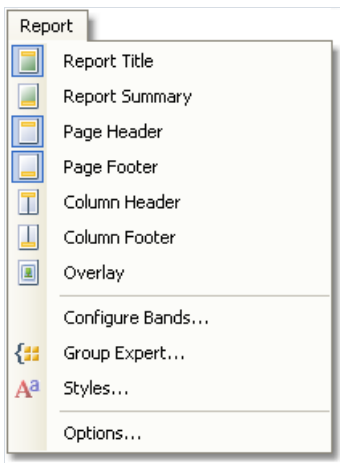 Report
Report Title
Report Summary
Page Header
Page Footer
Column Header
Column Footer
Overlay
Configure Bands...
Group Expert...
Styles...
Options...